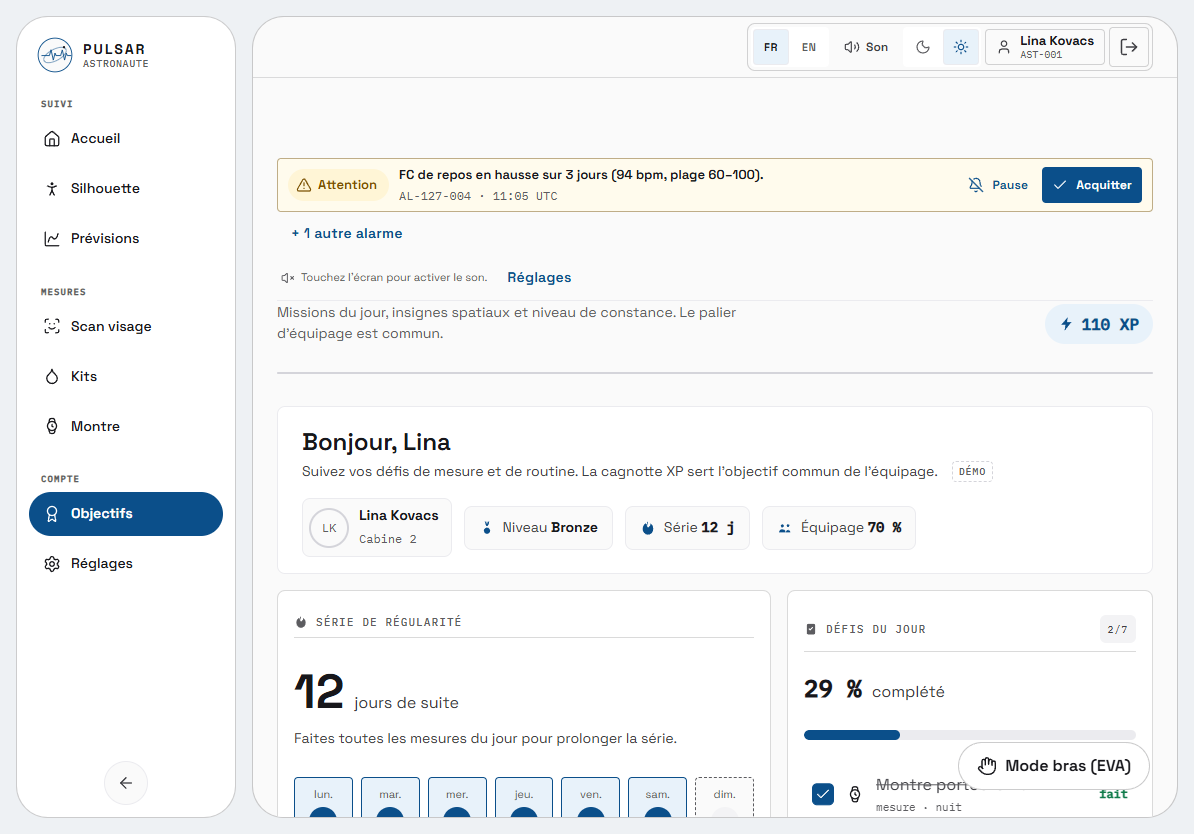 PULSAR
ASTRONAUTE
SUIVI
Accueil
Silhouette
Prévisions
MESURES
Scan visage
Kits
Montre
COMPTE
Objectifs
Réglages
FR
EN
Son
Lina Kovacs
AST-001
Attention
FC de repos en hausse sur 3 jours (94 bpm, plage 60–100).
AL-127-004 · 11:05 UTC
Pause
Acquitter
+ 1 autre alarme
Touchez l'écran pour activer le son.
Réglages
Missions du jour, insignes spatiaux et niveau de constance. Le palier
d'équipage est commun.
110 XP
Bonjour, Lina
Suivez vos défis de mesure et de routine. La cagnotte XP sert l'objectif commun de l'équipage.
DÉMO
LK
Lina Kovacs
Cabine 2
Niveau Bronze
Série 12 j
Équipage 70 %
SÉRIE DE RÉGULARITÉ
12 jours de suite
Faites toutes les mesures du jour pour prolonger la série.
lun.
mar.
mer.
jeu.
ven.
sam.
dim.
DÉFIS DU JOUR
2/7
29 % complété
Mode bras (EVA)
Montre
mesure · nuit
fait